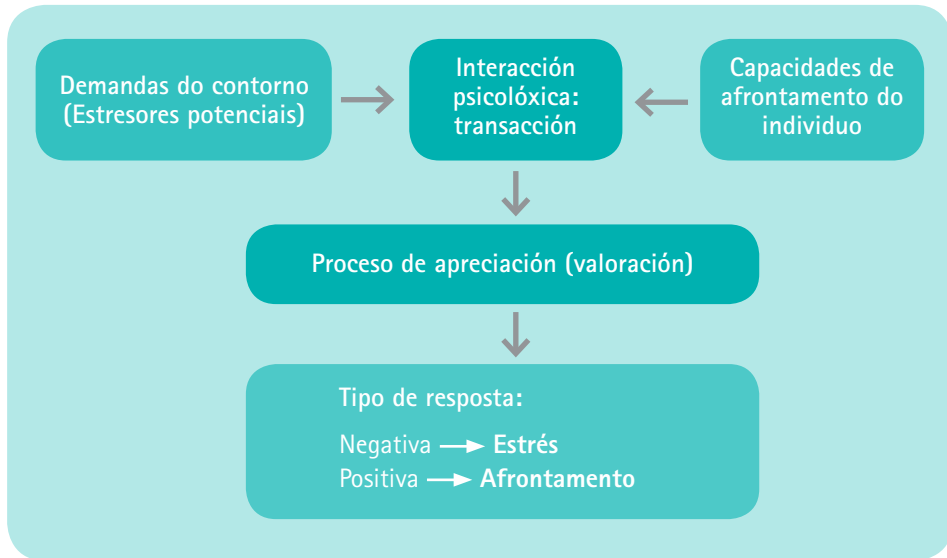 Demandas do contorno
(Estresores potenciais)
Interacción
psicolóxica:
transacción
Capacidades de
afrontamento do
individuo
Proceso de apreciación (valoración)
Tipo de resposta:
Negativa → Estrés
Positiva → Afrontamento